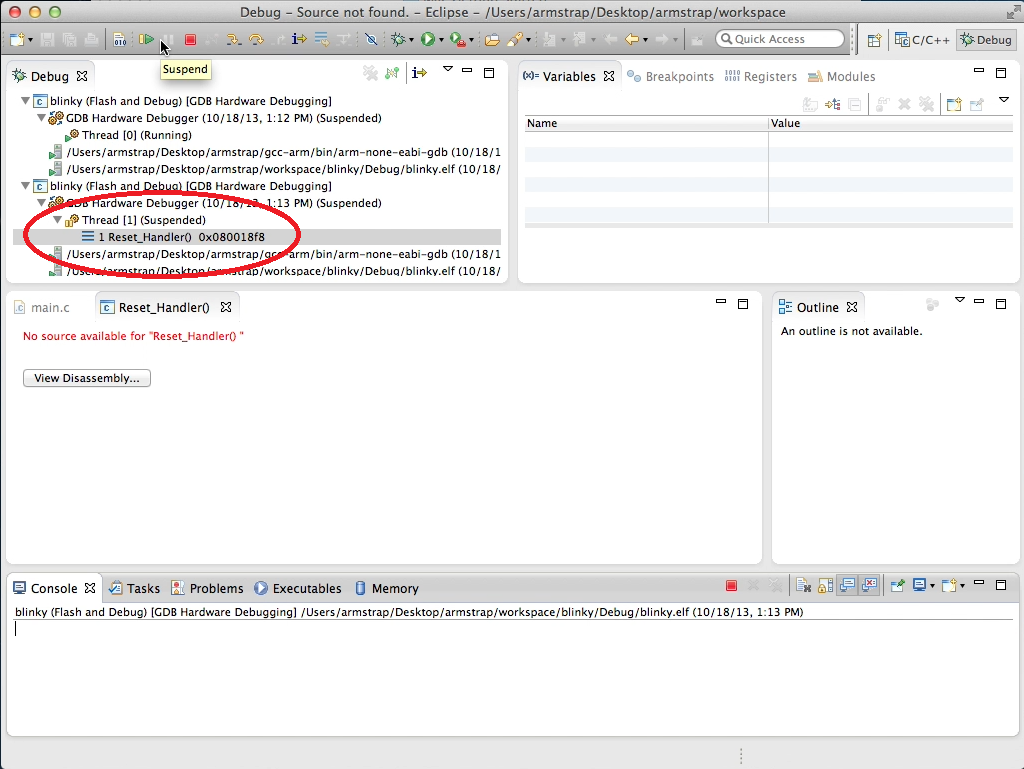 Debug – Source not found. – Eclipse – /Users/armstrap/Desktop/armstrap/workspace
010
Quick Access
C/C++
Debug
Suspend
Debug
blinky (Flash and Debug) [GDB Hardware Debugging]
GDB Hardware Debugger (10/18/13, 1:12 PM) (Suspended)
Thread [0] (Running)
/Users/armstrap/Desktop/armstrap/gcc-arm/bin/arm-none-eabi-gdb (10/18/1
/Users/armstrap/Desktop/armstrap/workspace/blinky/Debug/blinky.elf (10/18/
blinky (Flash and Debug) [GDB Hardware Debugging]
GDB Hardware Debugger (10/18/13, 1:13 PM) (Suspended)
Thread [1] (Suspended)
1 Reset_Handler() 0x080018f8
/Users/armstrap/Desktop/armstrap/gcc-arm/bin/arm-none-eabi-gdb (10/18/1
/Users/armstrap/Desktop/armstrap/workspace/blinky/Debug/blinky.elf (10/18/
(x)= Variables
Breakpoints
Registers
Modules
Name
Value
main.c
Reset_Handler()
No source available for "Reset_Handler() "
View Disassembly...
Outline
An outline is not available.
Console
Tasks
Problems
Executables
Memory
blinky (Flash and Debug) [GDB Hardware Debugging] /Users/armstrap/Desktop/armstrap/workspace/blinky/Debug/blinky.elf (10/18/13, 1:13 PM)